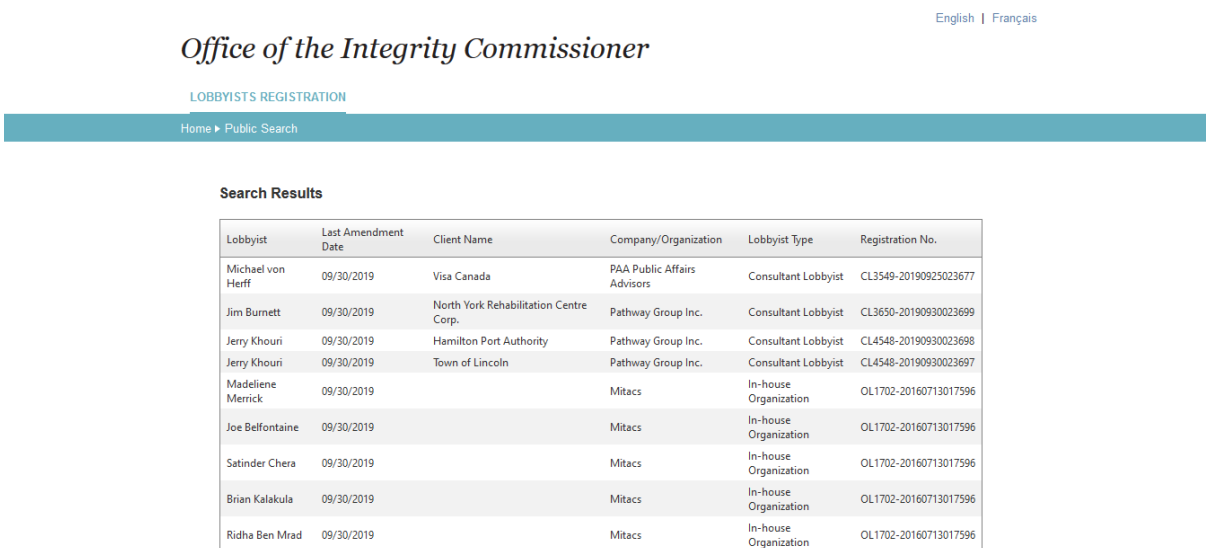 English | Français
Office of the Integrity Commissioner
LOBBYISTS REGISTRATION
Home ▸ Public Search
Search Results
Lobbyist Last Amendment Date Client Name Company/Organization Lobbyist Type Registration No.
Michael von Herff 09/30/2019 Visa Canada PAA Public Affairs Advisors Consultant Lobbyist CL3549-20190925023677
Jim Burnett 09/30/2019 North York Rehabilitation Centre Corp. Pathway Group Inc. Consultant Lobbyist CL3650-20190930023699
Jerry Khouri 09/30/2019 Hamilton Port Authority Pathway Group Inc. Consultant Lobbyist CL4548-20190930023698
Jerry Khouri 09/30/2019 Town of Lincoln Pathway Group Inc. Consultant Lobbyist CL4548-20190930023697
Madeliene Merrick 09/30/2019 Mitacs In-house Organization OL1702-20160713017596
Joe Belfontaine 09/30/2019 Mitacs In-house Organization OL1702-20160713017596
Satinder Chera 09/30/2019 Mitacs In-house Organization OL1702-20160713017596
Brian Kalakula 09/30/2019 Mitacs In-house Organization OL1702-20160713017596
Ridha Ben Mrad 09/30/2019 Mitacs In-house Organization OL1702-20160713017596